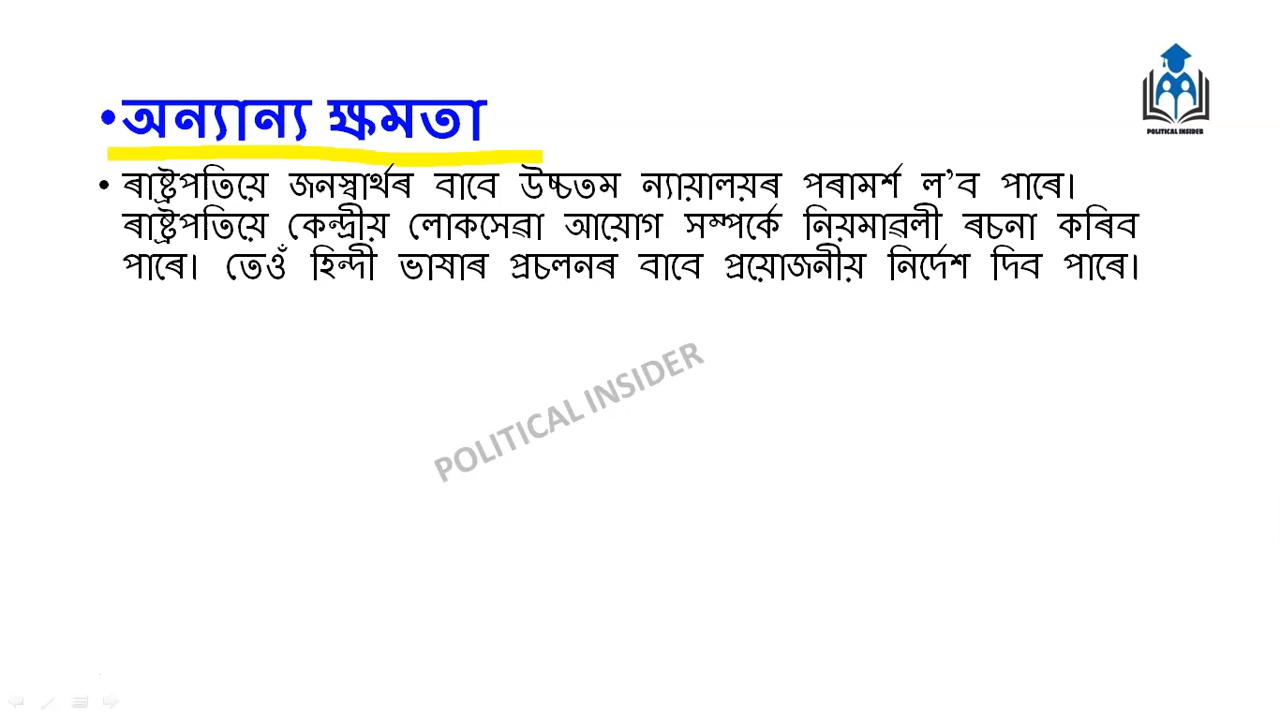 POLITICAL INSIDER
•অন্যান্য ক্ষমতা
• ৰাষ্ট্ৰপতিয়ে জনস্বাৰ্থৰ বাবে উচ্চতম ন্যায়ালয়ৰ পৰামৰ্শ ল’ব পাৰে।
ৰাষ্ট্ৰপতিয়ে কেন্দ্ৰীয় লোকসেৱা আয়োগ সম্পৰ্কে নিয়মাৱলী ৰচনা কৰিব
পাৰে। তেওঁ হিন্দী ভাষাৰ প্ৰচলনৰ বাবে প্ৰয়োজনীয় নিৰ্দেশ দিব পাৰে।
POLITICAL INSIDER